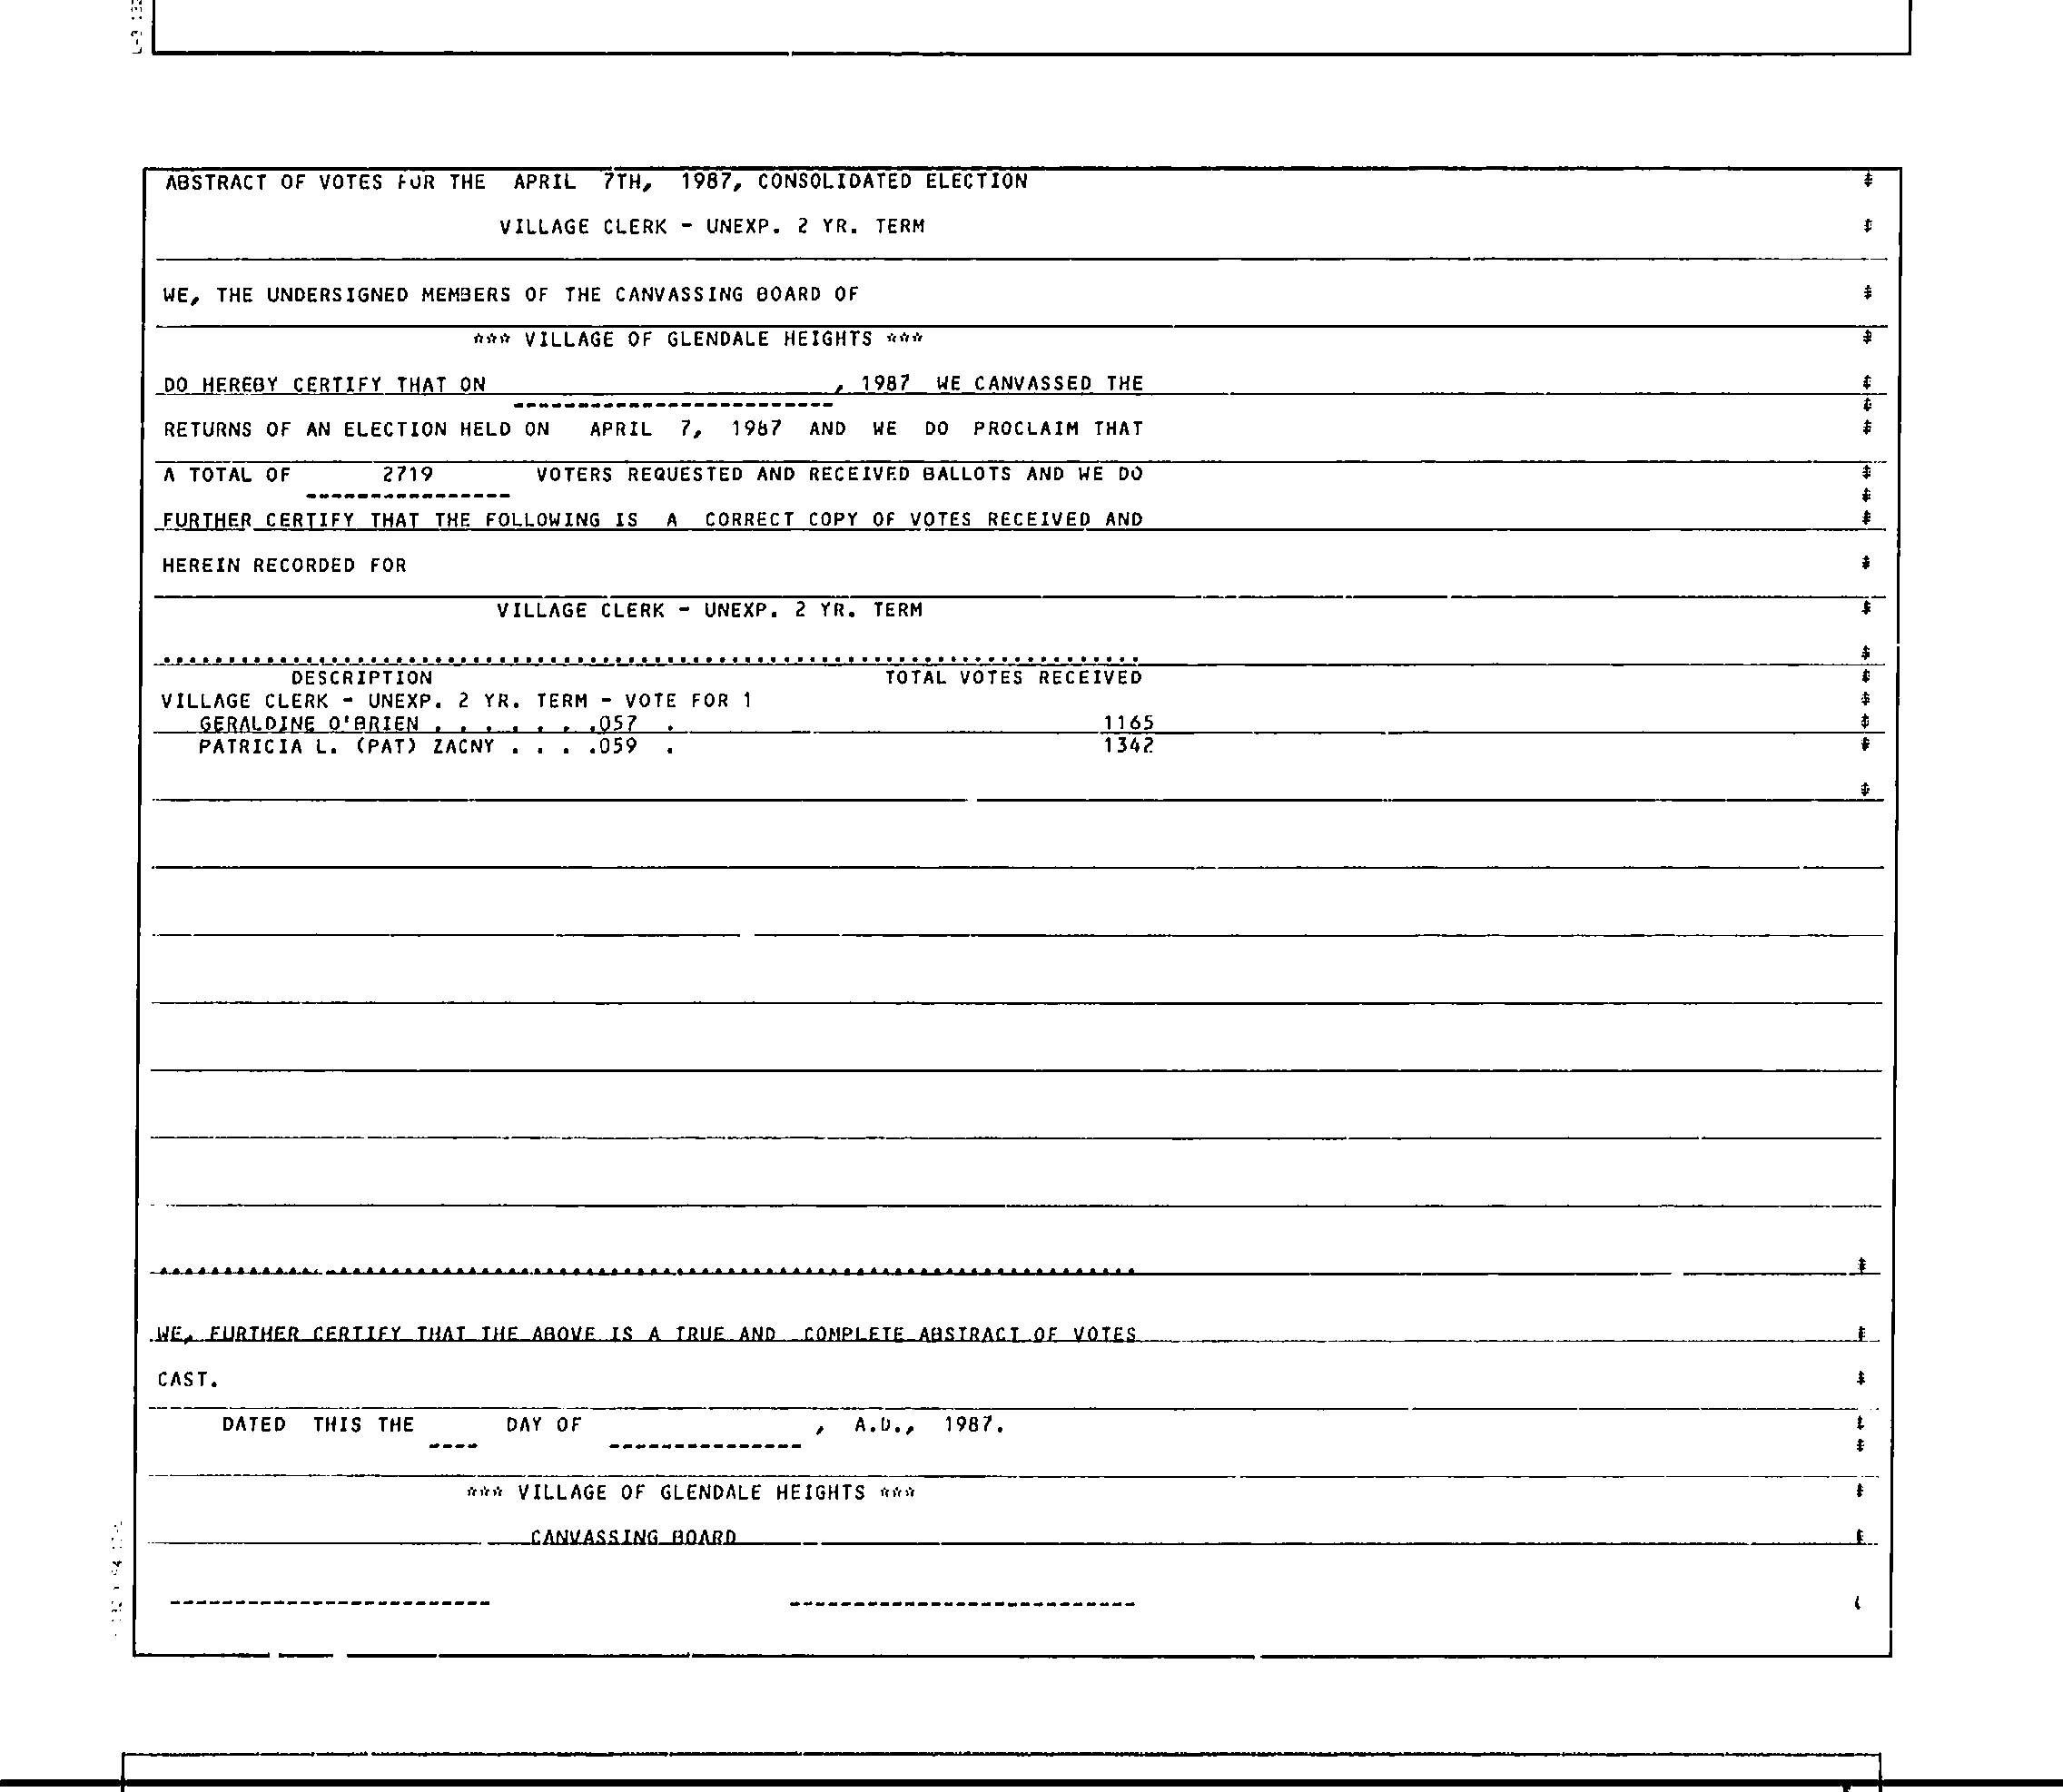 ABSTRACT OF VOTES FOR THE APRIL 7TH, 1987, CONSOLIDATED ELECTION
VILLAGE CLERK - UNEXP. 2 YR. TERM
WE, THE UNDERSIGNED MEMBERS OF THE CANVASSING BOARD OF
*** VILLAGE OF GLENDALE HEIGHTS ***
DO HEREBY CERTIFY THAT ON , 1987 WE CANVASSED THE
RETURNS OF AN ELECTION HELD ON APRIL 7, 1987 AND WE DO PROCLAIM THAT
A TOTAL OF 2719 VOTERS REQUESTED AND RECEIVED BALLOTS AND WE DO
FURTHER CERTIFY THAT THE FOLLOWING IS A CORRECT COPY OF VOTES RECEIVED AND
HEREIN RECORDED FOR
VILLAGE CLERK - UNEXP. 2 YR. TERM
DESCRIPTION TOTAL VOTES RECEIVED
VILLAGE CLERK - UNEXP. 2 YR. TERM - VOTE FOR 1
GERALDINE O'BRIEN . . . . . . .057 . 1165
PATRICIA L. (PAT) ZACNY . . . .059 . 1342
WE, FURTHER CERTIFY THAT THE ABOVE IS A TRUE AND COMPLETE ABSTRACT OF VOTES
CAST.
DATED THIS THE ---- DAY OF --------------- , A.D., 1987.
*** VILLAGE OF GLENDALE HEIGHTS ***
CANVASSING BOARD